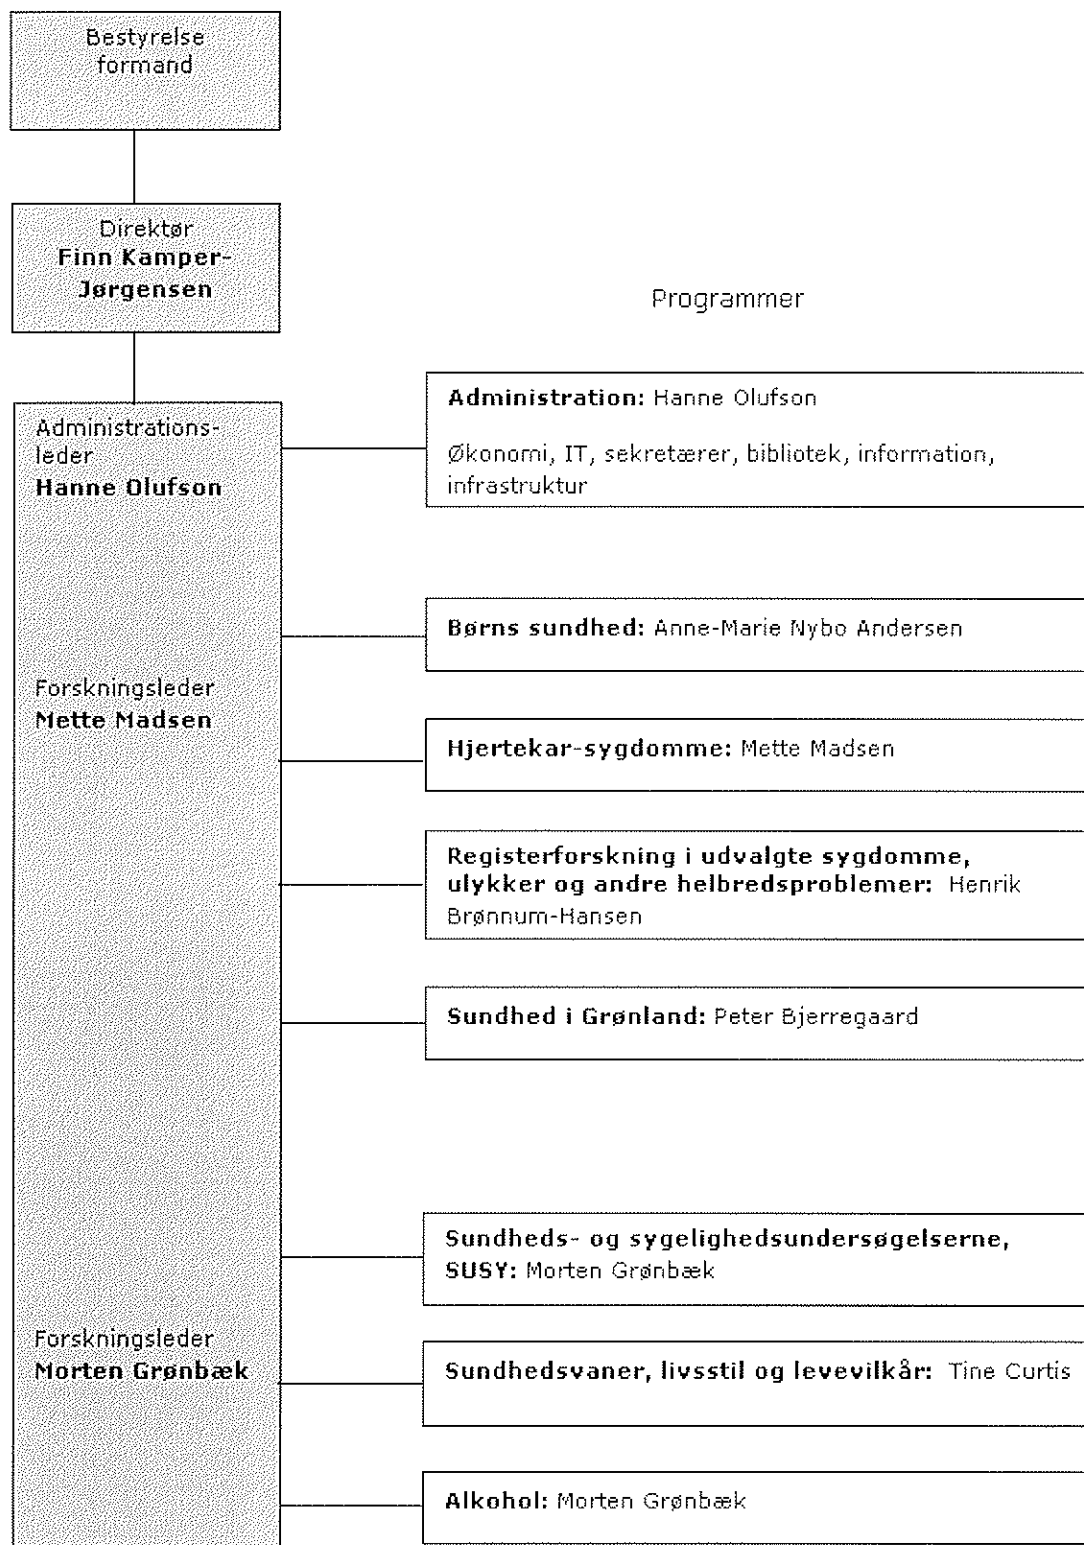 Bestyrelse
formand
Direktør
Finn Kamper-
Jørgensen
Programmer
Administrations-
leder
Hanne Olufson
Administration: Hanne Olufson
Økonomi, IT, sekretærer, bibliotek, information,
infrastruktur
Børns sundhed: Anne-Marie Nybo Andersen
Forskningsleder
Mette Madsen
Hjertekar-sygdomme: Mette Madsen
Registerforskning i udvalgte sygdomme,
ulykker og andre helbredsproblemer: Henrik
Brønnum-Hansen
Sundhed i Grønland: Peter Bjerregaard
Sundheds- og sygelighedsundersøgelserne,
SUSY: Morten Grønbæk
Forskningsleder
Morten Grønbæk
Sundhedsvaner, livsstil og levevilkår: Tine Curtis
Alkohol: Morten Grønbæk